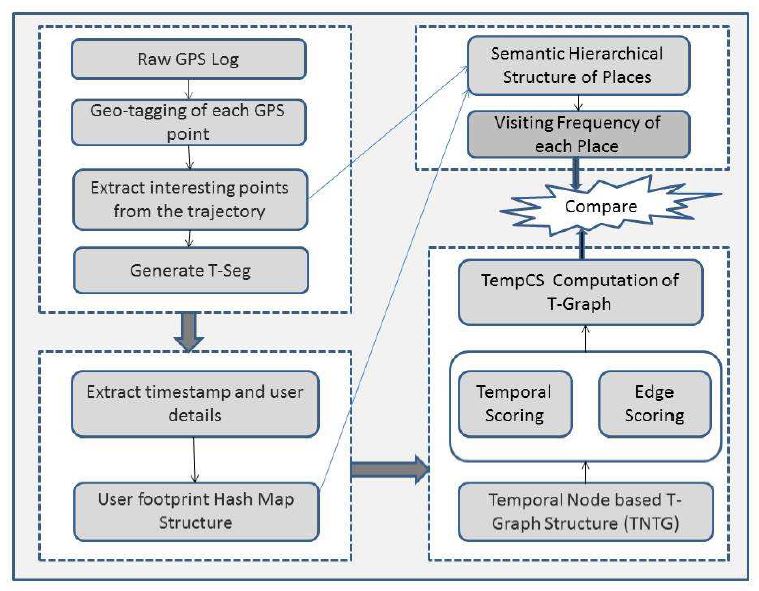 Raw GPS Log
Geo-tagging of each GPS
point
Extract interesting points
from the trajectory
Generate T-Seg
Extract timestamp and user
details
User footprint Hash Map
Structure
Semantic Hierarchical
Structure of Places
Visiting Frequency of
each Place
Compare
TempCS Computation of
T-Graph
Temporal
Scoring
Edge
Scoring
Temporal Node based T-
Graph Structure (TNTG)